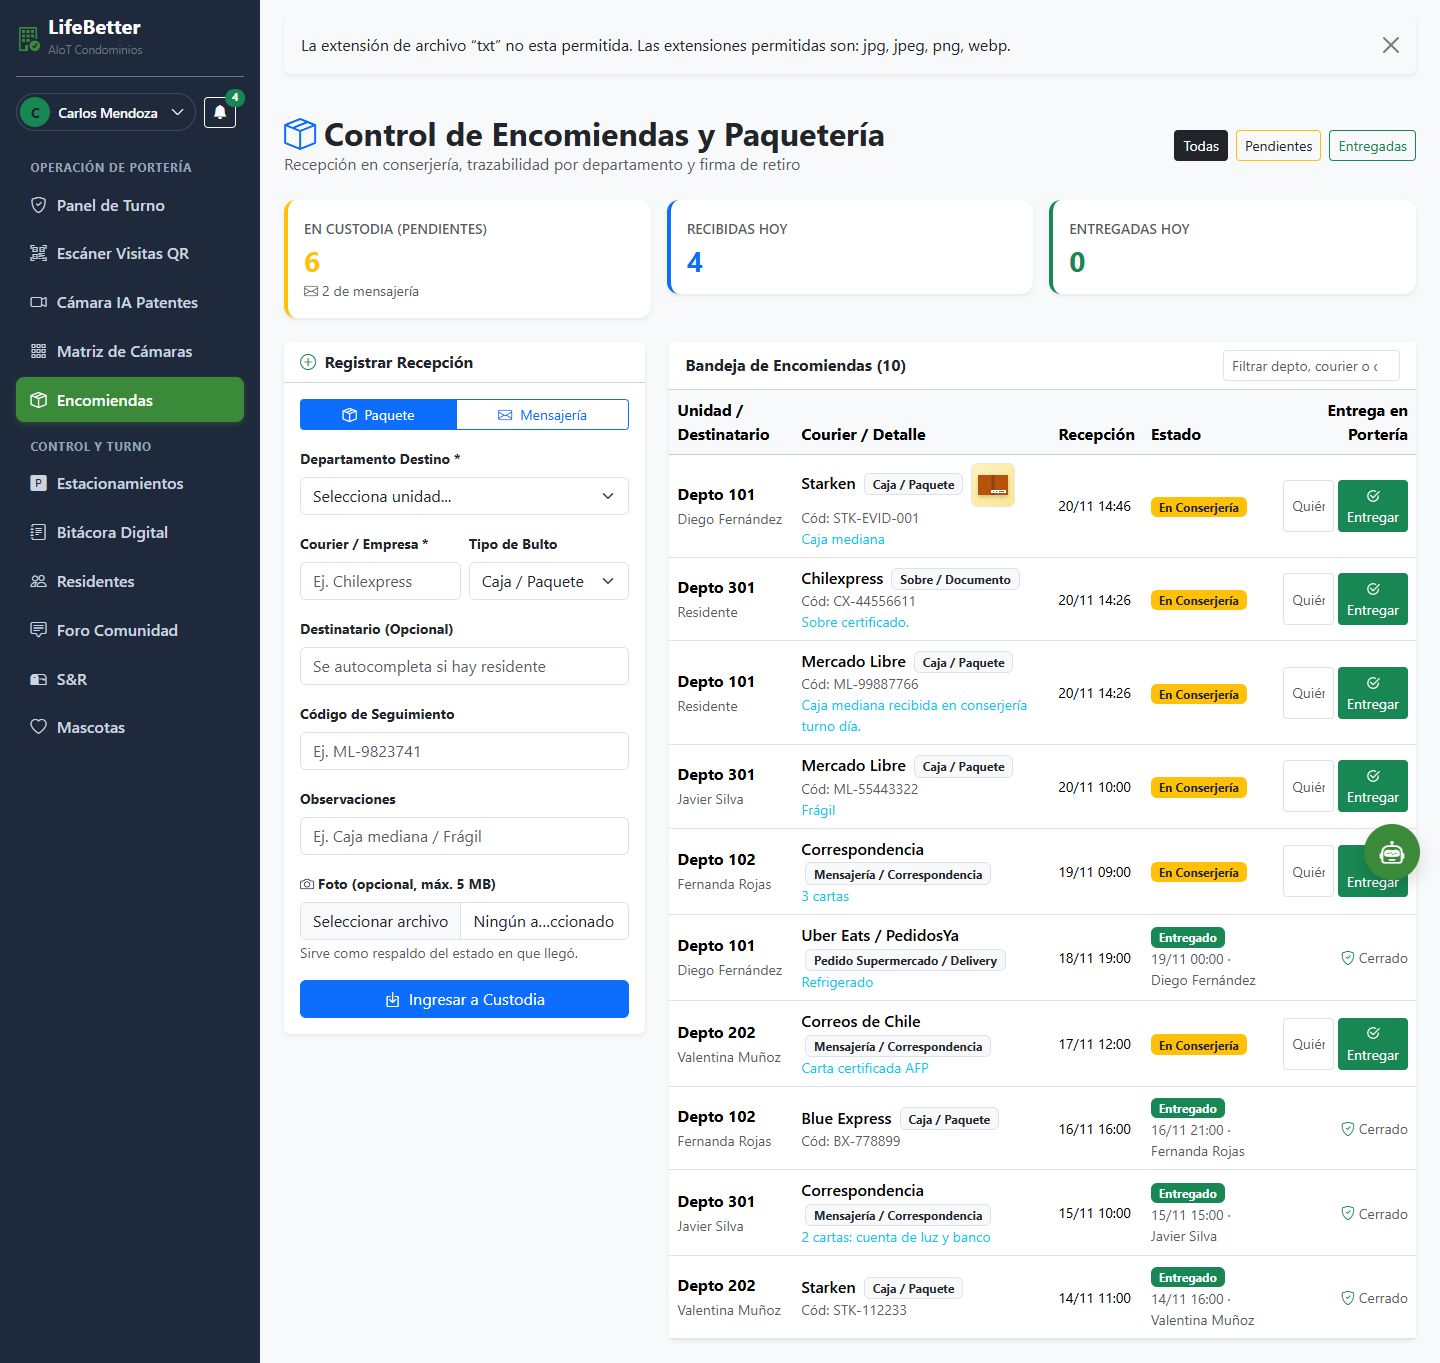 LifeBetter
AIoT Condominios
C Carlos Mendoza
4
OPERACIÓN DE PORTERÍA
Panel de Turno
Escáner Visitas QR
Cámara IA Patentes
Matriz de Cámaras
Encomiendas
CONTROL Y TURNO
P Estacionamientos
Bitácora Digital
Residentes
Foro Comunidad
S&R
Mascotas
La extensión de archivo “txt” no esta permitida. Las extensiones permitidas son: jpg, jpeg, png, webp.
Control de Encomiendas y Paquetería
Recepción en conserjería, trazabilidad por departamento y firma de retiro
Todas
Pendientes
Entregadas
EN CUSTODIA (PENDIENTES)
6
2 de mensajería
RECIBIDAS HOY
4
ENTREGADAS HOY
0
Registrar Recepción
Paquete
Mensajería
Departamento Destino *
Selecciona unidad...
Courier / Empresa *
Ej. Chilexpress
Tipo de Bulto
Caja / Paquete
Destinatario (Opcional)
Se autocompleta si hay residente
Código de Seguimiento
Ej. ML-9823741
Observaciones
Ej. Caja mediana / Frágil
Foto (opcional, máx. 5 MB)
Seleccionar archivo
Ningún a...ccionado
Sirve como respaldo del estado en que llegó.
Ingresar a Custodia
Bandeja de Encomiendas (10)
Filtrar depto, courier o c
Unidad /
Destinatario
Courier / Detalle
Recepción
Estado
Entrega en
Portería
Depto 101
Diego Fernández
Starken Caja / Paquete
Cód: STK-EVID-001
Caja mediana
20/11 14:46
En Conserjería
Quiér
Entregar
Depto 301
Residente
Chilexpress Sobre / Documento
Cód: CX-44556611
Sobre certificado.
20/11 14:26
En Conserjería
Quiér
Entregar
Depto 101
Residente
Mercado Libre Caja / Paquete
Cód: ML-99887766
Caja mediana recibida en conserjería
turno día.
20/11 14:26
En Conserjería
Quiér
Entregar
Depto 301
Javier Silva
Mercado Libre Caja / Paquete
Cód: ML-55443322
Frágil
20/11 10:00
En Conserjería
Quiér
Entregar
Depto 102
Fernanda Rojas
Correspondencia
Mensajería / Correspondencia
3 cartas
19/11 09:00
En Conserjería
Quiér
Entregar
Depto 101
Diego Fernández
Uber Eats / PedidosYa
Pedido Supermercado / Delivery
Refrigerado
18/11 19:00
Entregado
19/11 00:00 ·
Diego Fernández
Cerrado
Depto 202
Valentina Muñoz
Correos de Chile
Mensajería / Correspondencia
Carta certificada AFP
17/11 12:00
En Conserjería
Quiér
Entregar
Depto 102
Fernanda Rojas
Blue Express Caja / Paquete
Cód: BX-778899
16/11 16:00
Entregado
16/11 21:00 ·
Fernanda Rojas
Cerrado
Depto 301
Javier Silva
Correspondencia
Mensajería / Correspondencia
2 cartas: cuenta de luz y banco
15/11 10:00
Entregado
15/11 15:00 ·
Javier Silva
Cerrado
Depto 202
Valentina Muñoz
Starken Caja / Paquete
Cód: STK-112233
14/11 11:00
Entregado
14/11 16:00 ·
Valentina Muñoz
Cerrado